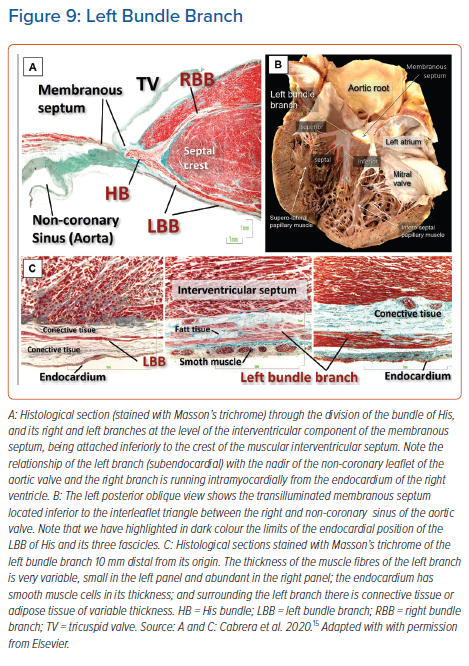 Figure 9: Left Bundle Branch
A
TV
RBB
Membranous
septum
Septal
crest
HB
LBB
Non-coronary
Sinus (Aorta)
1mm
B
Membranous
septum
Aortic root
Left bundle
branch
superior
septal
inferior
Left atrium
Mitral
valve
Supero-lateral
papillary muscle
Infero-septal
papillary muscle
C
Conective tisue
Conective tisue
LBB
Endocardium
Interventricular septum
Fatt tisue
Smoth muscle
Left bundle branch
Conective tissue
Endocardium
A: Histological section (stained with Masson's trichrome) through the division of the bundle of His,
and its right and left branches at the level of the interventricular component of the membranous
septum, being attached inferiorly to the crest of the muscular interventricular septum. Note the
relationship of the left branch (subendocardial) with the nadir of the non-coronary leaflet of the
aortic valve and the right branch is running intramyocardially from the endocardium of the right
ventricle. B: The left posterior oblique view shows the transilluminated membranous septum
located inferior to the interleaflet triangle between the right and non-coronary sinus of the aortic
valve. Note that we have highlighted in dark colour the limits of the endocardial position of the
LBB of His and its three fascicles. C: Histological sections stained with Masson's trichrome of the
left bundle branch 10 mm distal from its origin. The thickness of the muscle fibres of the left branch
is very variable, small in the left panel and abundant in the right panel; the endocardium has
smooth muscle cells in its thickness; and surrounding the left branch there is connective tissue or
adipose tissue of variable thickness. HB = His bundle; LBB = left bundle branch; RBB = right bundle
branch; TV = tricuspid valve. Source: A and C: Cabrera et al. 2020.15 Adapted with with permission
from Elsevier.